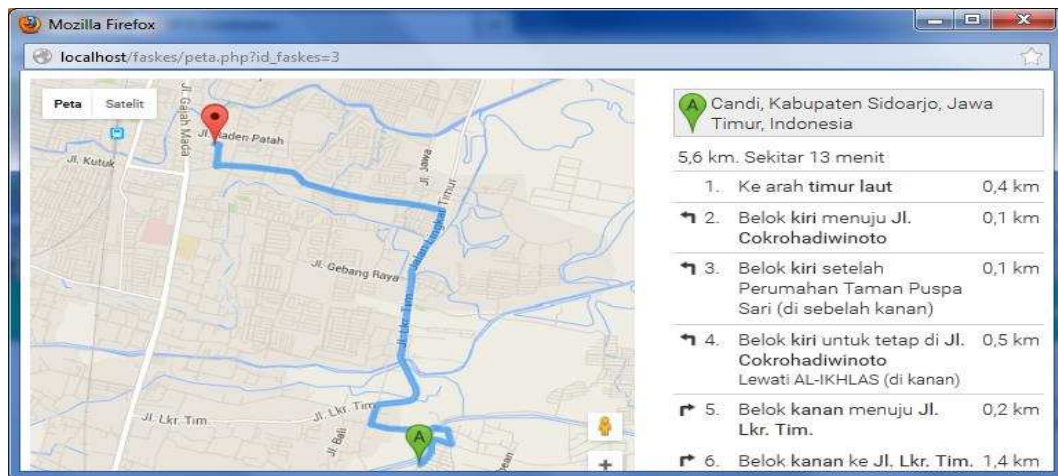 Mozilla Firefox
localhost/faskes/peta.php?id_faskes=3
Peta Satelit
Jl. Gajah Mada
Jl. Raden Patah
Jl. Kutuk
Jl. Jawa
Jalan Lingkar Timur
Jl. Gebang Raya
Jl. Lkr. Tim
Jl. Lkr. Tim.
Jl. Lkr. Tim.
Jl. Bali
A
A Candi, Kabupaten Sidoarjo, Jawa
Timur, Indonesia
5,6 km. Sekitar 13 menit
1. Ke arah timur laut 0,4 km
2. Belok kiri menuju Jl. 0,1 km
Cokrohadiwinoto
3. Belok kiri setelah 0,1 km
Perumahan Taman Puspa
Sari (di sebelah kanan)
4. Belok kiri untuk tetap di Jl. 0,5 km
Cokrohadiwinoto
Lewati AL-IKHLAS (di kanan)
5. Belok kanan menuju Jl. 0,2 km
Lkr. Tim.
6. Belok kanan ke Jl. Lkr. Tim. 1,4 km